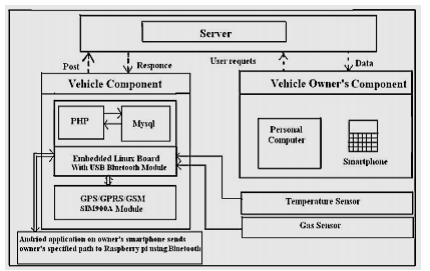 Server
Post
Responce
User requets
Data
Vehicle Component
Vehicle Owner's Component
PHP
Mysql
Personal
Computer
Smartphone
Embedded Linux Board
With USB Bluetooth Module
GPS/GPRS/GSM
SIM900A Module
Temperature Sensor
Gas Sensor
Andriod application on owner's smartphone sends
owner's specified path to Raspberry pi using Bluetooth